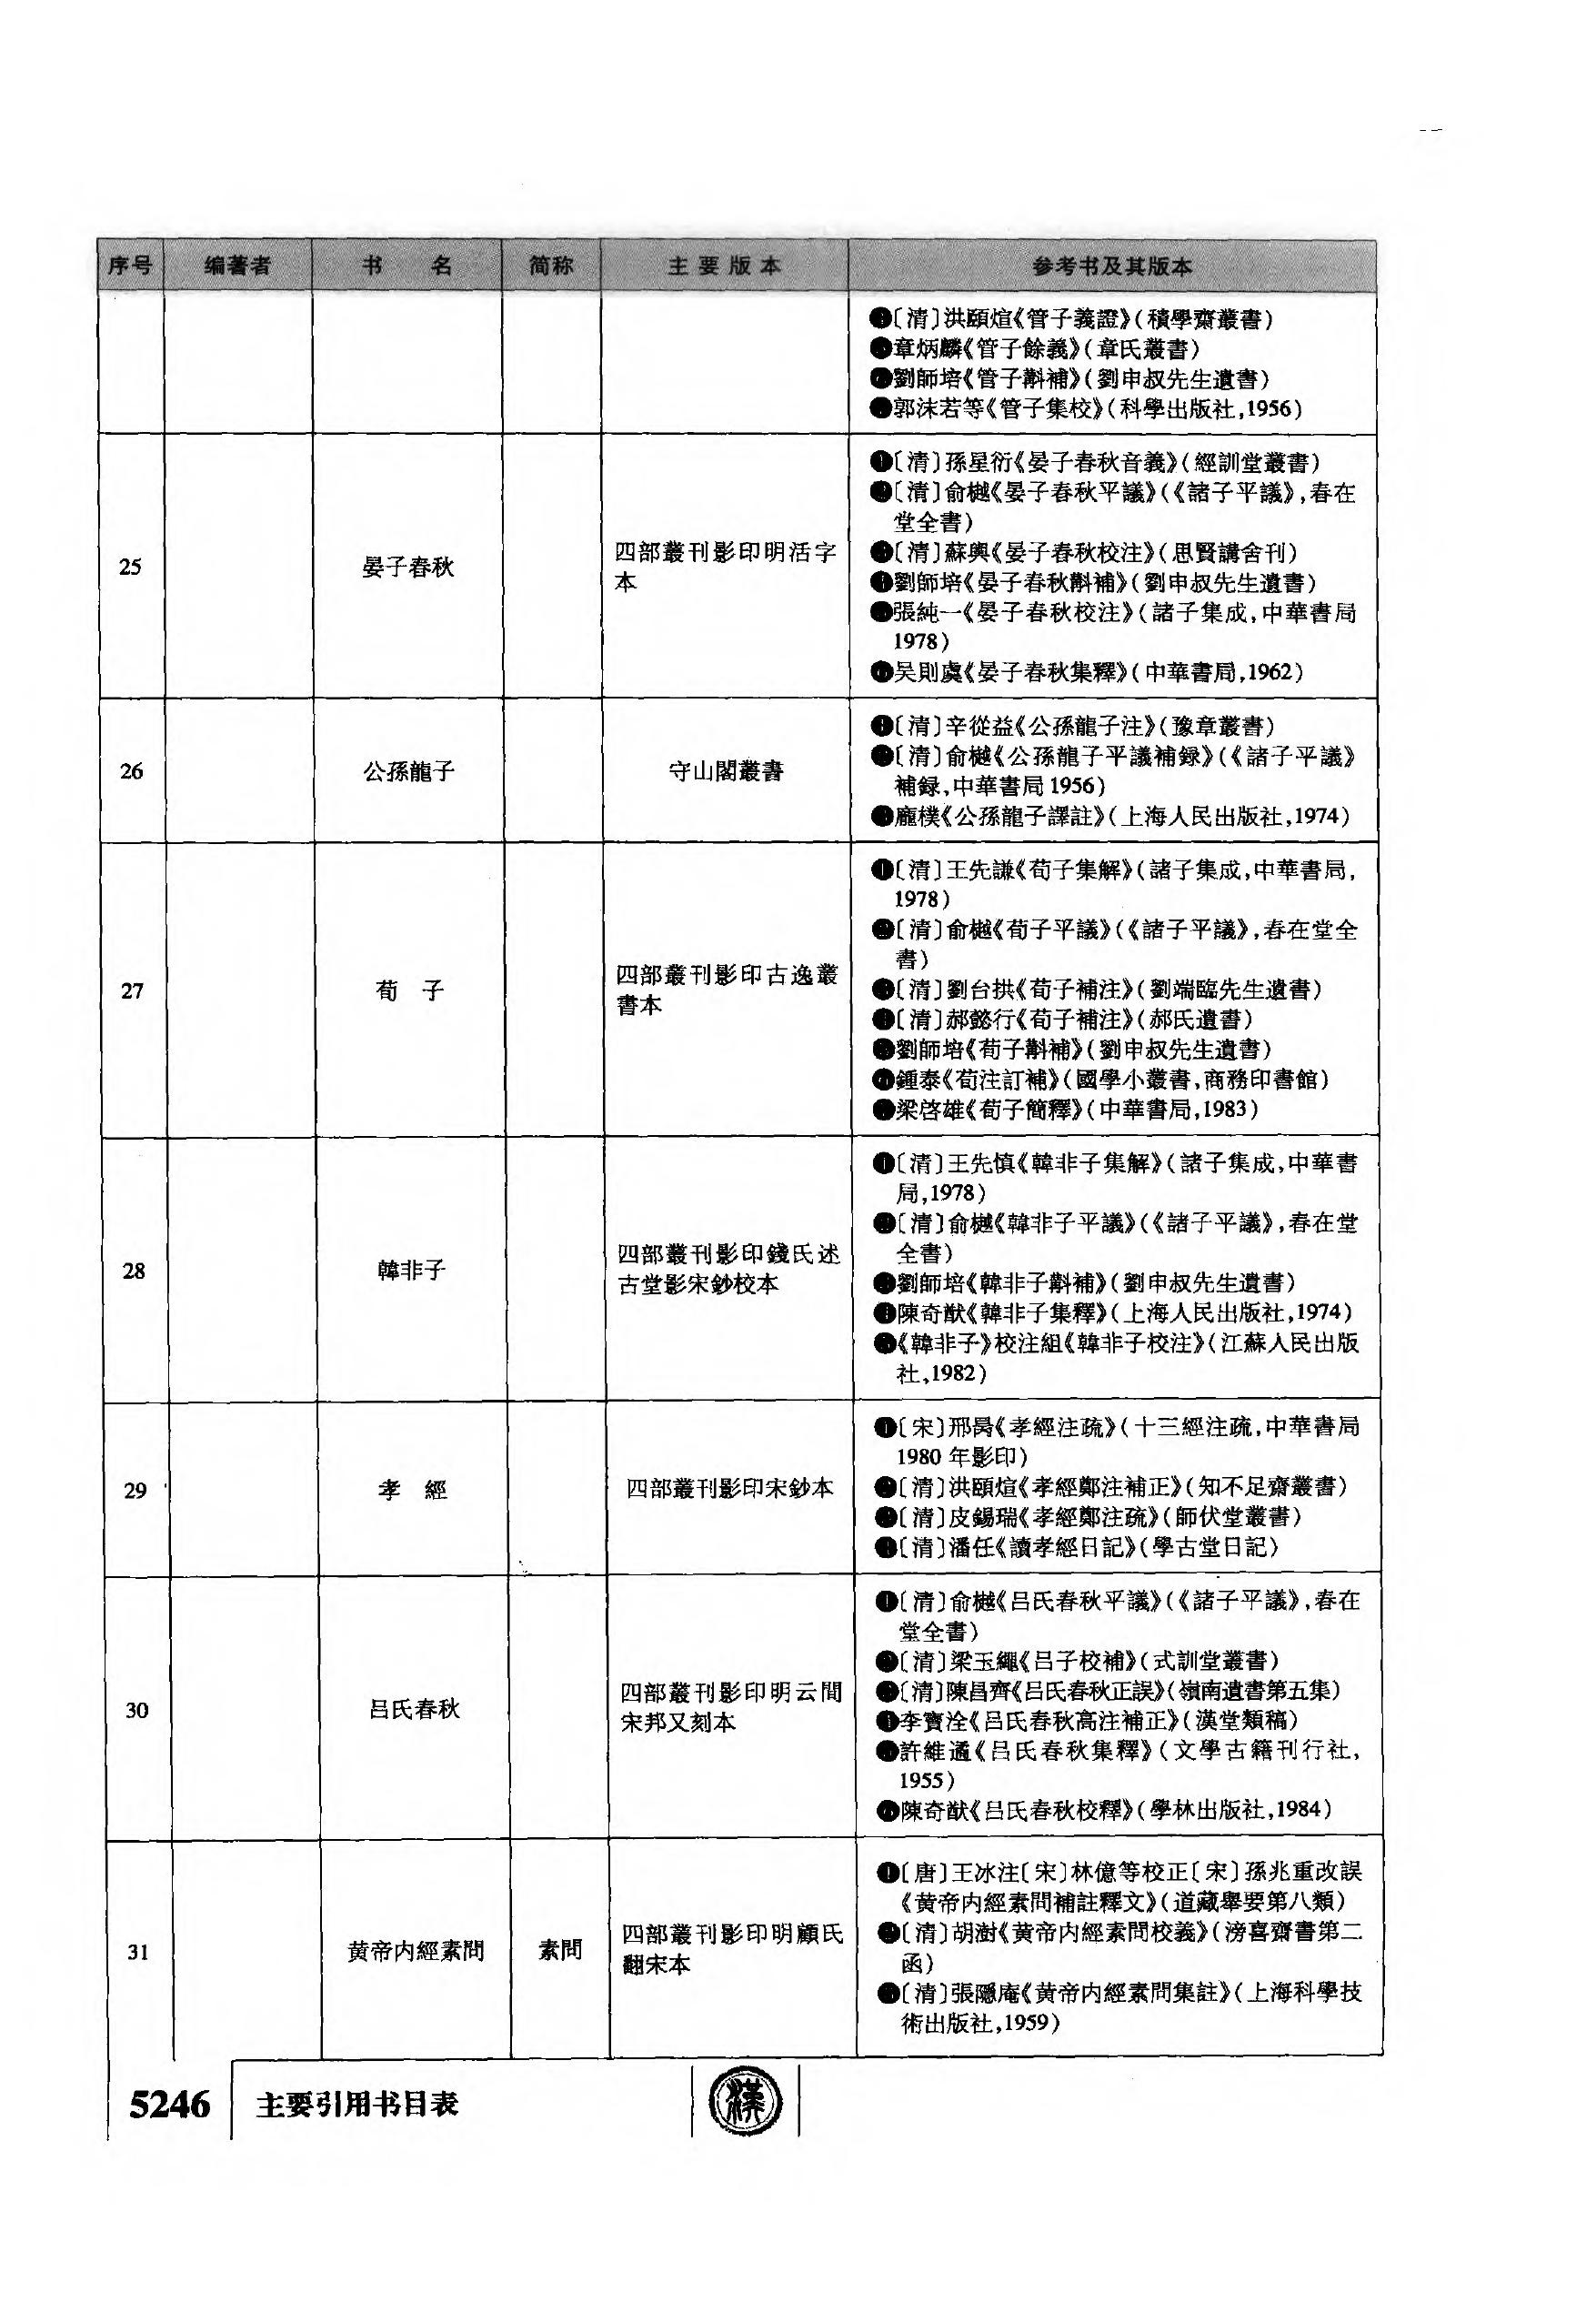 序号 编著者 书 名 简称 主要版本 参考书及其版本
〔清〕洪頤煊《管子義證》(積學齋叢書)
章炳麟《管子餘義》(章氏叢書)
劉師培《管子斠補》(劉申叔先生遺書)
郭沫若等《管子集校》(科學出版社,1956)
25
晏子春秋
四部叢刊影印明活字
本
❶〔清〕孫星衍《晏子春秋音義》(經訓堂叢書)
❷〔清〕俞樾《晏子春秋平議》(《諸子平議》,春在
堂全書)
❸〔清〕蘇輿《晏子春秋校注》(思賢講舍刊)
❹劉師培《晏子春秋斠補》(劉申叔先生遺書)
❺張純一《晏子春秋校注》(諸子集成,中華書局
1978)
❻吴則虞《晏子春秋集釋》(中華書局,1962)
26
公孫龍子
守山閣叢書
❶〔清〕辛從益《公孫龍子注》(豫章叢書)
❷〔清〕俞樾《公孫龍子平議補録》(《諸子平議》
補録,中華書局1956)
❸龐樸《公孫龍子譯註》(上海人民出版社,1974)
27
荀 子
四部叢刊影印古逸叢
書本
❶〔清〕王先謙《荀子集解》(諸子集成,中華書局,
1978)
❷〔清〕俞樾《荀子平議》(《諸子平議》,春在堂全
書)
❸〔清〕劉台拱《荀子補注》(劉端臨先生遺書)
❹〔清〕郝懿行《荀子補注》(郝氏遺書)
❺劉師培《荀子斠補》(劉申叔先生遺書)
❻鍾泰《荀注訂補》(國學小叢書,商務印書館)
❼梁啓雄《荀子簡釋》(中華書局,1983)
28
韓非子
四部叢刊影印錢氏述
古堂影宋鈔校本
❶〔清〕王先慎《韓非子集解》(諸子集成,中華書
局,1978)
❷〔清〕俞樾《韓非子平議》(《諸子平議》,春在堂
全書)
❸劉師培《韓非子斠補》(劉申叔先生遺書)
❹陳奇猷《韓非子集釋》(上海人民出版社,1974)
❺《韓非子》校注組《韓非子校注》(江蘇人民出版
社,1982)
29
孝 經
四部叢刊影印宋鈔本
❶〔宋〕邢昺《孝經注疏》(十三經注疏,中華書局
1980年影印)
❷〔清〕洪頤煊《孝經鄭注補正》(知不足齋叢書)
❸〔清〕皮錫瑞《孝經鄭注疏》(師伏堂叢書)
❹〔清〕潘任《讀孝經日記》(學古堂日記)
30
吕氏春秋
四部叢刊影印明云間
宋邦乂刻本
❶〔清〕俞樾《吕氏春秋平議》(《諸子平議》,春在
堂全書)
❷〔清〕梁玉繩《吕子校補》(式訓堂叢書)
❸〔清〕陳昌齊《吕氏春秋正誤》(嶺南遺書第五集)
❹李寶洤《吕氏春秋高注補正》(漢堂類稿)
❺許維遹《吕氏春秋集釋》(文學古籍刊行社,
1955)
❻陳奇猷《吕氏春秋校釋》(學林出版社,1984)
31
黄帝内經素問
素問
四部叢刊影印明顧氏
翻宋本
❶〔唐〕王冰注〔宋〕林億等校正〔宋〕孫兆重改誤
《黄帝内經素問補註釋文》(道藏舉要第八類)
❷〔清〕胡澍《黄帝内經素問校義》(滂喜齋書第二
函)
❸〔清〕張隱庵《黄帝内經素問集註》(上海科學技
術出版社,1959)
5246 主要引用书目表
漢